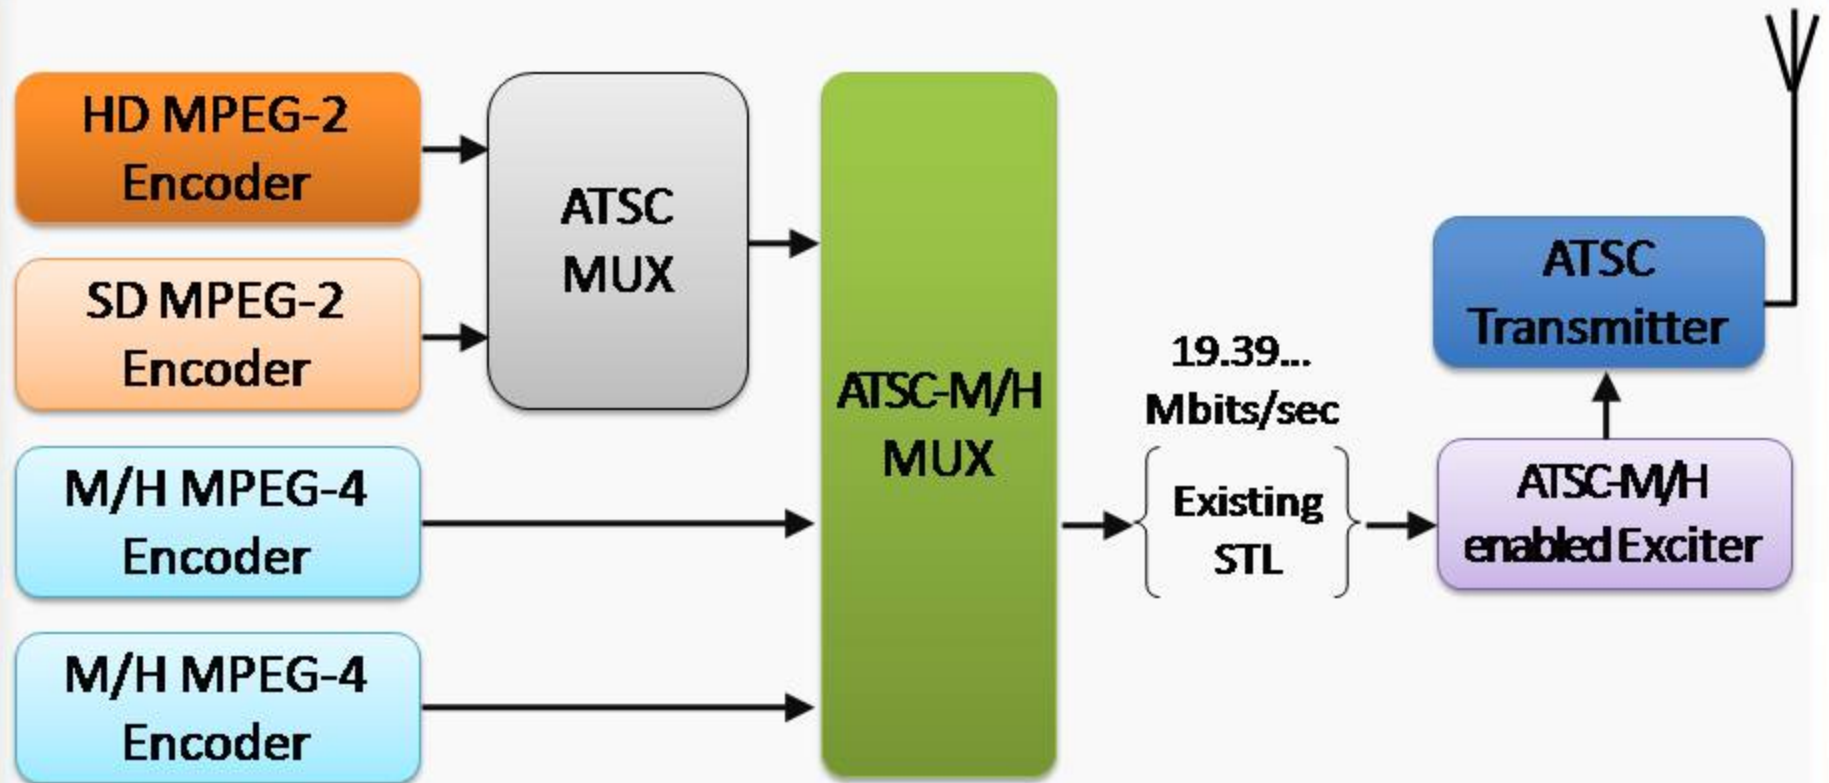 HD MPEG-2
Encoder
SD MPEG-2
Encoder
M/H MPEG-4
Encoder
M/H MPEG-4
Encoder
ATSC
MUX
ATSC-M/H
MUX
19.39...
Mbits/sec
Existing
STL
ATSC
Transmitter
ATSC-M/H
enabled Exciter